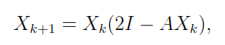 X_{k+1} = X_k(2I − AX_k),